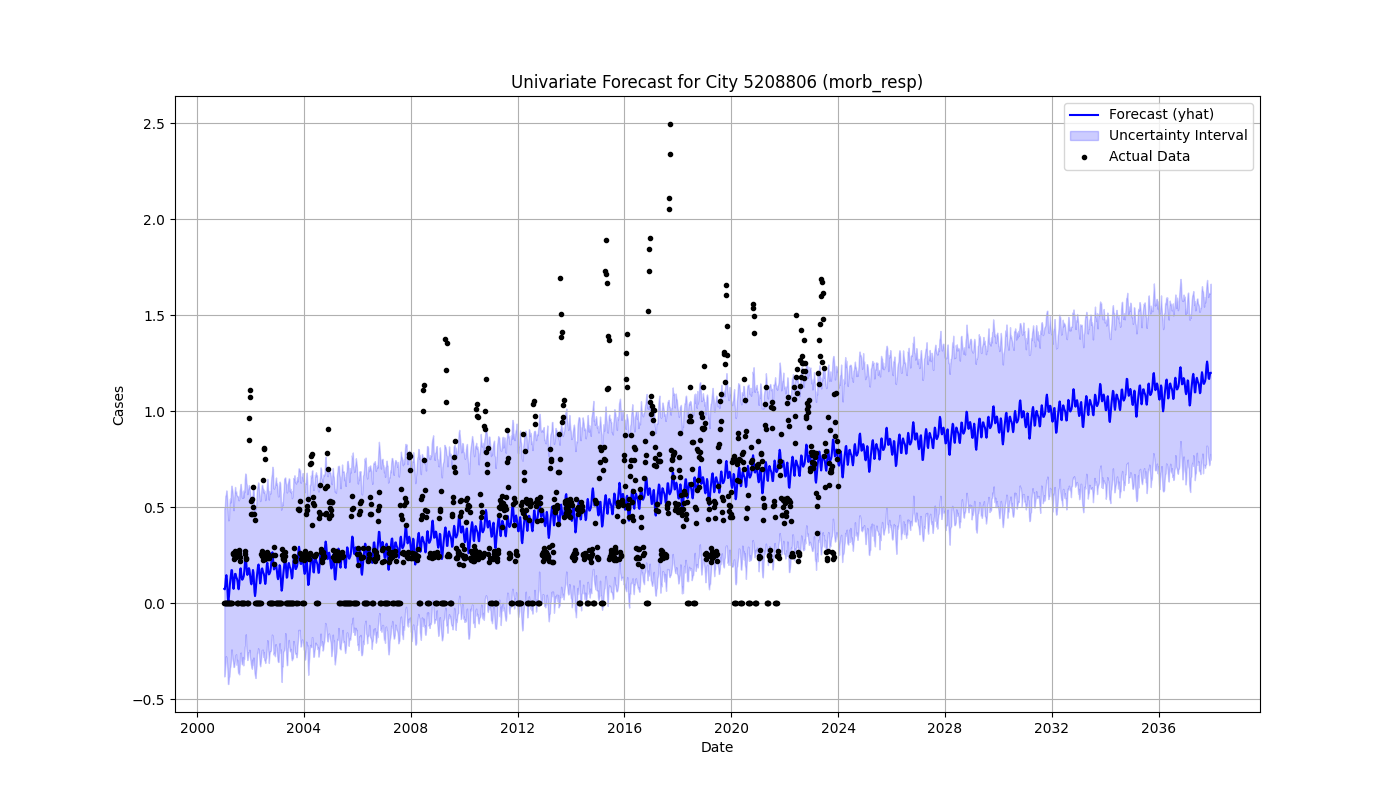 Univariate Forecast for City 5208806 (morb_resp)
Forecast (yhat)
Uncertainty Interval
Actual Data
Cases
2.5
2.0
1.5
1.0
0.5
0.0
−0.5
2000 2004 2008 2012 2016 2020 2024 2028 2032 2036
Date